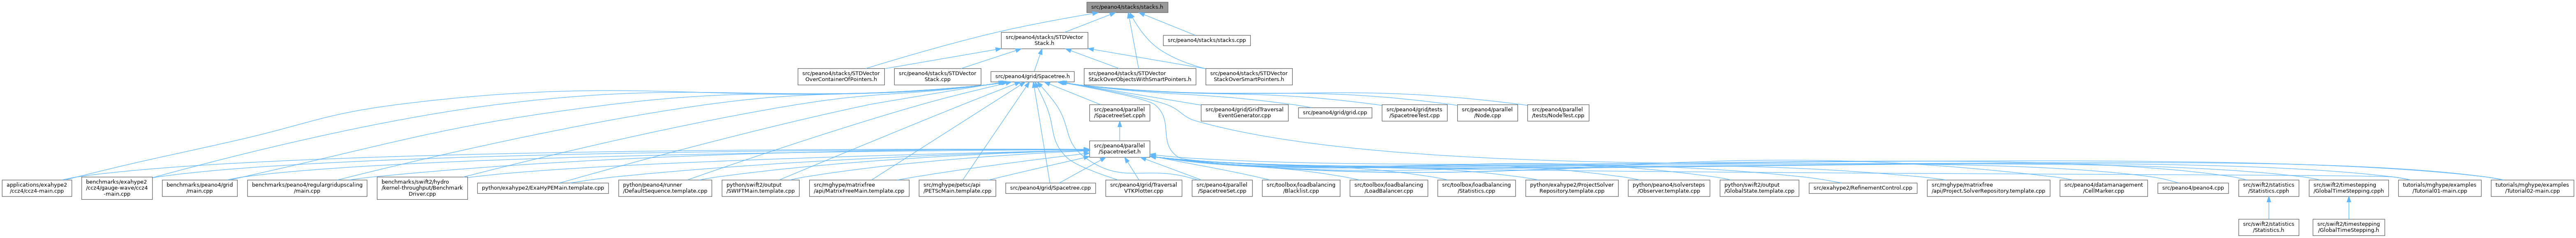 src/peano4/stacks/stacks.h
src/peano4/stacks/STDVector
Stack.h
src/peano4/stacks/stacks.cpp
src/peano4/stacks/STDVector
OverContainerOfPointers.h
src/peano4/stacks/STDVector
Stack.cpp
src/peano4/grid/Spacetree.h
src/peano4/stacks/STDVector
StackOverObjectsWithSmartPointers.h
src/peano4/stacks/STDVector
StackOverSmartPointers.h
src/peano4/parallel
/SpacetreeSet.cpph
src/peano4/grid/GridTraversal
EventGenerator.cpp
src/peano4/grid/grid.cpp
src/peano4/grid/tests
/SpacetreeTest.cpp
src/peano4/parallel
/Node.cpp
src/peano4/parallel
/tests/NodeTest.cpp
src/peano4/parallel
/SpacetreeSet.h
applications/exahype2
/ccz4/ccz4-main.cpp
benchmarks/exahype2
/ccz4/gauge-wave/ccz4
-main.cpp
benchmarks/peano4/grid
/main.cpp
benchmarks/peano4/regulargridupscaling
/main.cpp
benchmarks/swift2/hydro
/kernel-throughput/Benchmark
Driver.cpp
python/exahype2/ExaHyPEMain.template.cpp
python/peano4/runner
/DefaultSequence.template.cpp
python/swift2/output
/SWIFTMain.template.cpp
src/mghype/matrixfree
/api/MatrixFreeMain.template.cpp
src/mghype/petsc/api
/PETScMain.template.cpp
src/peano4/grid/Spacetree.cpp
src/peano4/grid/Traversal
VTKPlotter.cpp
src/peano4/parallel
/SpacetreeSet.cpp
src/toolbox/loadbalancing
/Blacklist.cpp
src/toolbox/loadbalancing
/LoadBalancer.cpp
src/toolbox/loadbalancing
/Statistics.cpp
python/exahype2/ProjectSolver
Repository.template.cpp
python/peano4/solversteps
/Observer.template.cpp
python/swift2/output
/GlobalState.template.cpp
src/exahype2/RefinementControl.cpp
src/mghype/matrixfree
/api/Project.SolverRepository.template.cpp
src/peano4/datamanagement
/CellMarker.cpp
src/peano4/peano4.cpp
src/swift2/statistics
/Statistics.cpph
src/swift2/timestepping
/GlobalTimeStepping.cpph
tutorials/mghype/examples
/Tutorial01-main.cpp
tutorials/mghype/examples
/Tutorial02-main.cpp
src/swift2/statistics
/Statistics.h
src/swift2/timestepping
/GlobalTimeStepping.h